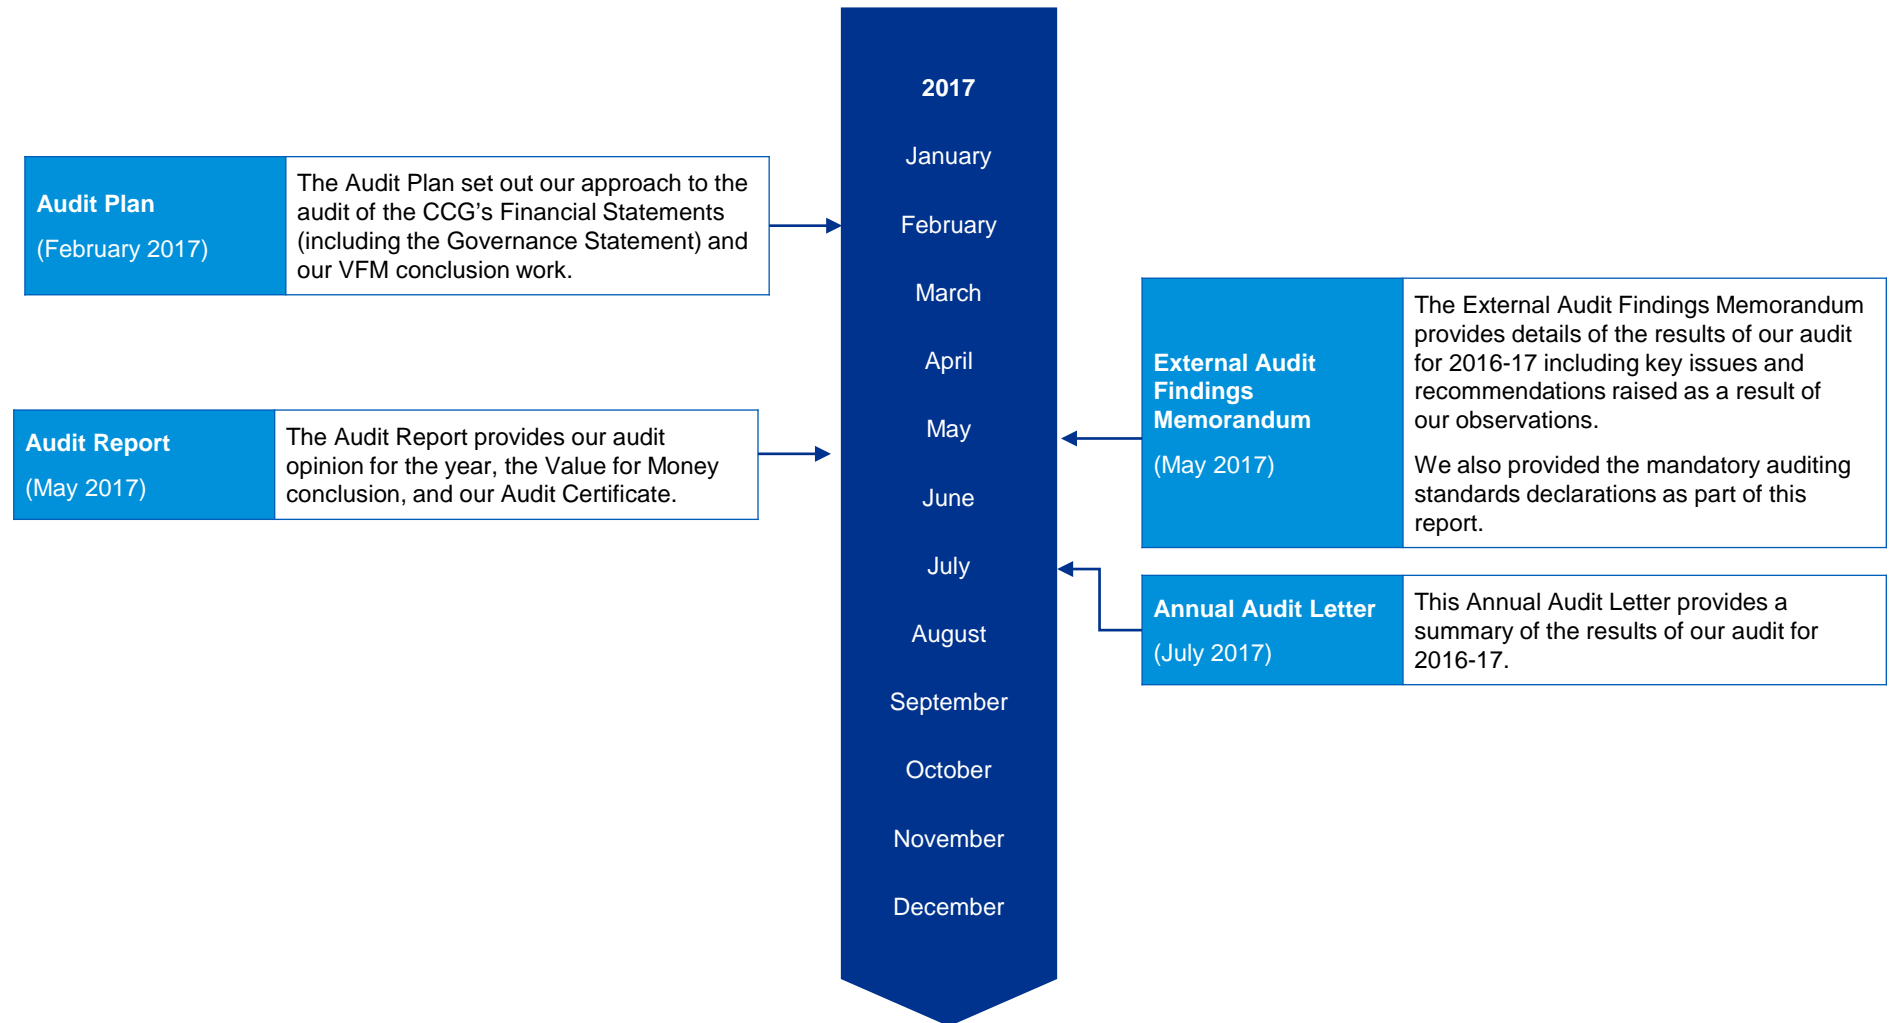 2017
January
February
March
April
May
June
July
August
September
October
November
December
Audit Plan
(February 2017)
The Audit Plan set out our approach to the
audit of the CCG's Financial Statements
(including the Governance Statement) and
our VFM conclusion work.
Audit Report
(May 2017)
The Audit Report provides our audit
opinion for the year, the Value for Money
conclusion, and our Audit Certificate.
External Audit
Findings
Memorandum
(May 2017)
The External Audit Findings Memorandum
provides details of the results of our audit
for 2016-17 including key issues and
recommendations raised as a result of
our observations.
We also provided the mandatory auditing
standards declarations as part of this
report.
Annual Audit Letter
(July 2017)
This Annual Audit Letter provides a
summary of the results of our audit for
2016-17.